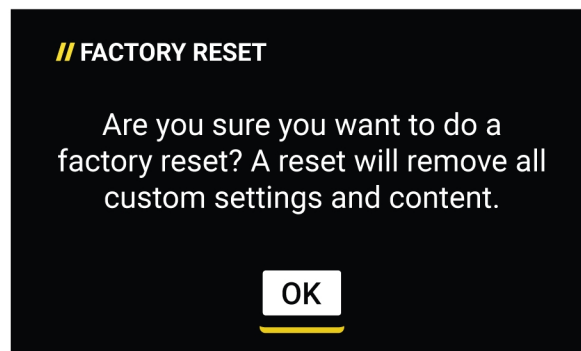 // FACTORY RESET
Are you sure you want to do a
factory reset? A reset will remove all
custom settings and content.
OK